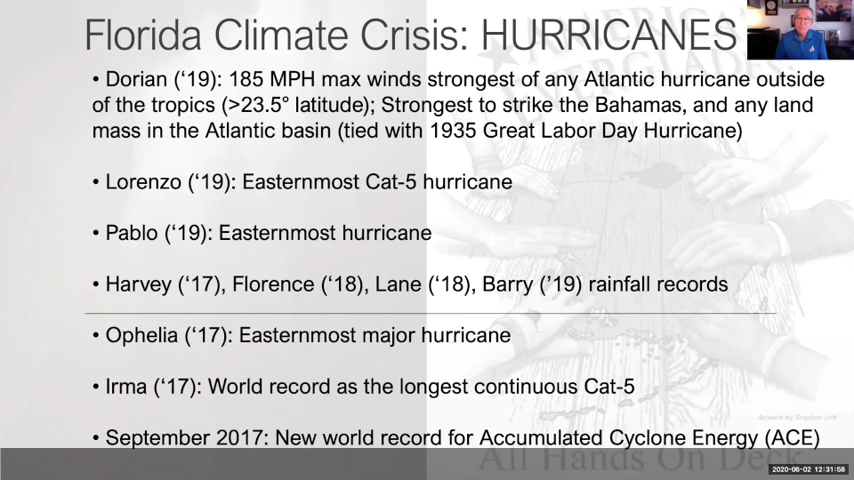 Florida Climate Crisis: HURRICANES
• Dorian (‘19): 185 MPH max winds strongest of any Atlantic hurricane outside
of the tropics (>23.5° latitude); Strongest to strike the Bahamas, and any land
mass in the Atlantic basin (tied with 1935 Great Labor Day Hurricane)
• Lorenzo (‘19): Easternmost Cat-5 hurricane
• Pablo (‘19): Easternmost hurricane
• Harvey (‘17), Florence (‘18), Lane (‘18), Barry (’19) rainfall records
• Ophelia (‘17): Easternmost major hurricane
• Irma (‘17): World record as the longest continuous Cat-5
Artwork by Stephen
• September 2017: New world record for Accumulated Cyclone Energy (ACE)
All Hands On Deck
2020-06-02 12:31:58